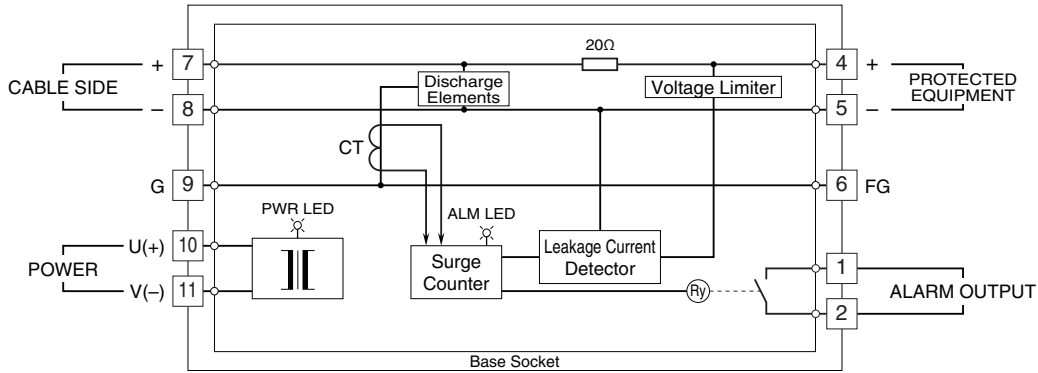 20Ω
+ 7
4 +
CABLE SIDE
Discharge
Elements
Voltage Limiter
PROTECTED
EQUIPMENT
– 8
5 –
CT
G 9
6 FG
PWR LED
ALM LED
U(+) 10
POWER
V(–) 11
Surge
Counter
Leakage Current
Detector
Ry
1
ALARM OUTPUT
2
Base Socket